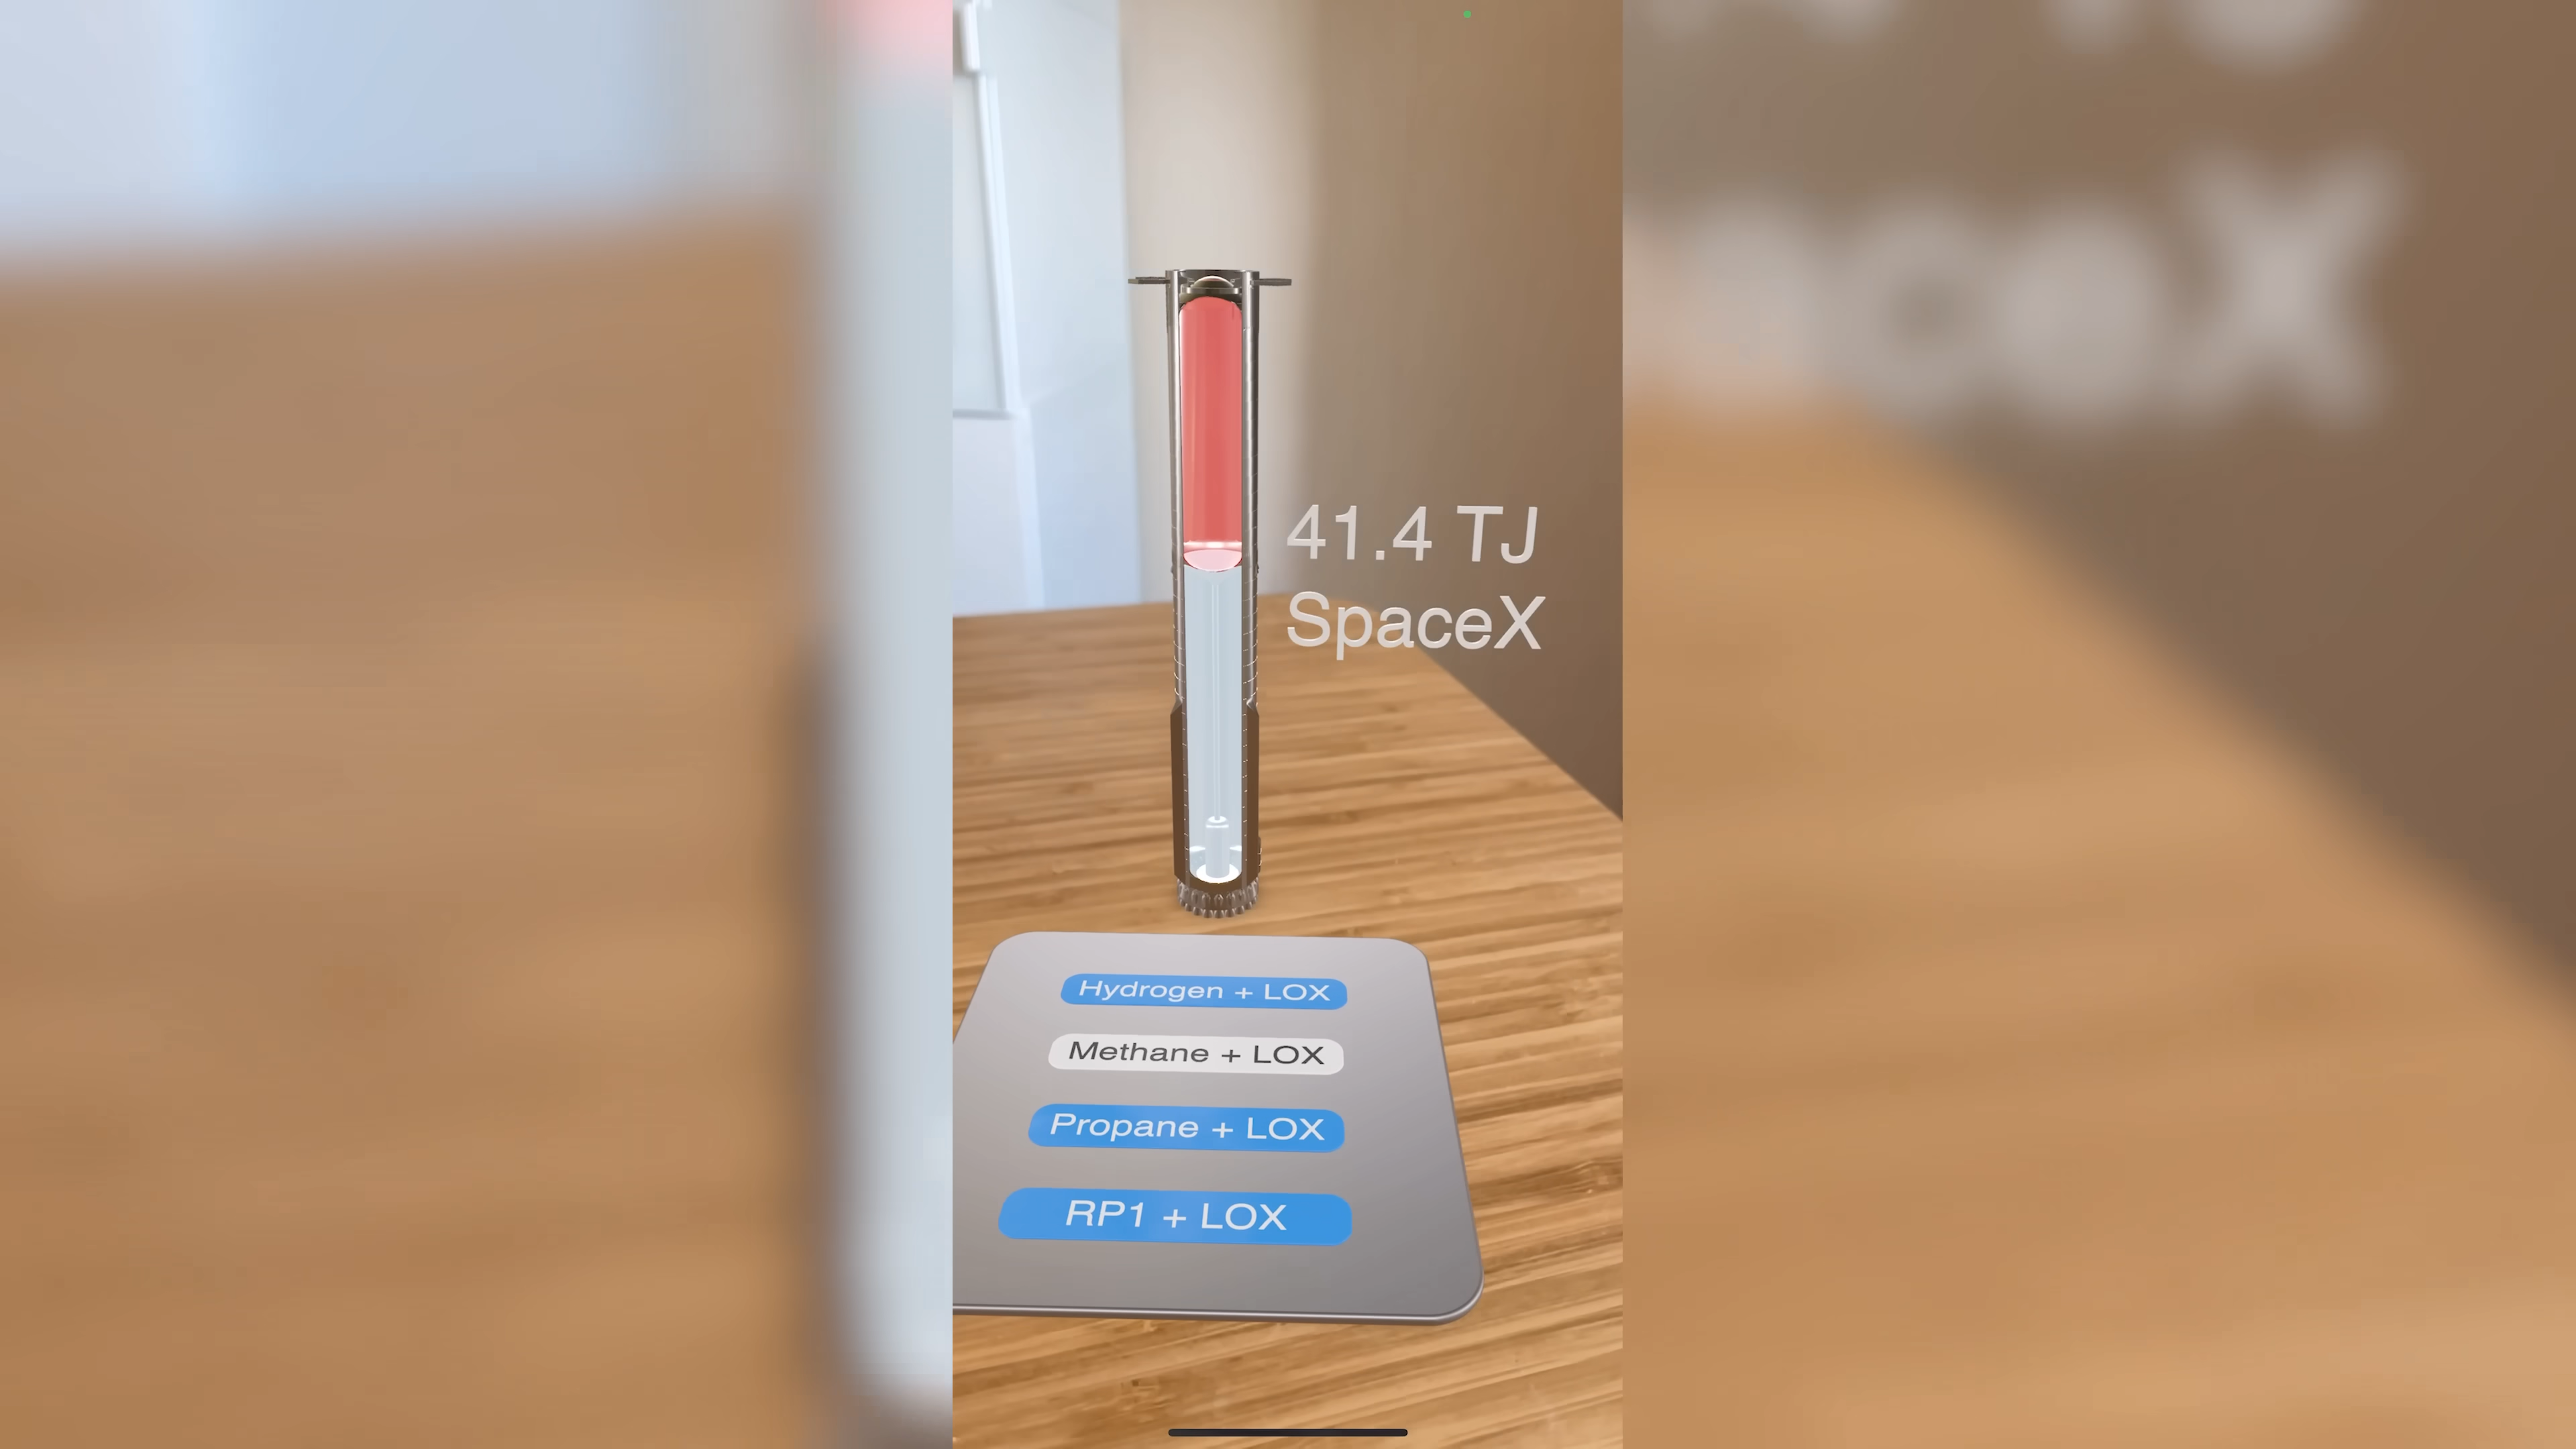 41.4 TJ
SpaceX
Hydrogen + LOX
Methane + LOX
Propane + LOX
RP1 + LOX